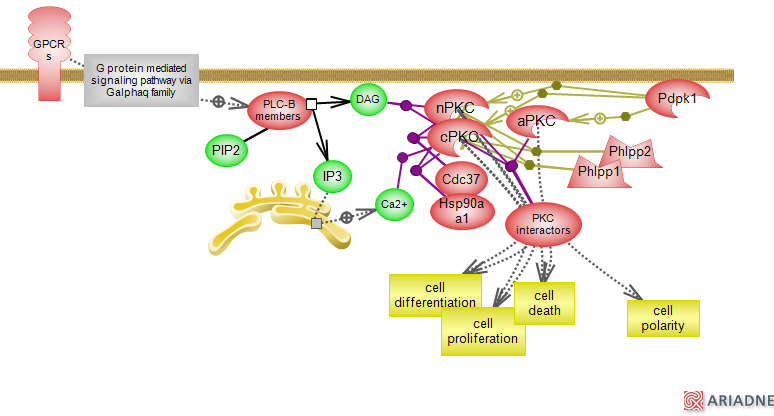 GPCR
s
G protein mediated
signaling pathway via
Galphaq family
PLC-B
members
DAG
nPKC
aPKC
Pdpk1
cPKC
PIP2
IP3
Phlpp2
Phlpp1
Cdc37
Ca2+
Hsp90a
a1
PKC
interactors
cell
differentiation
cell
death
cell
proliferation
cell
polarity
ARIADNE